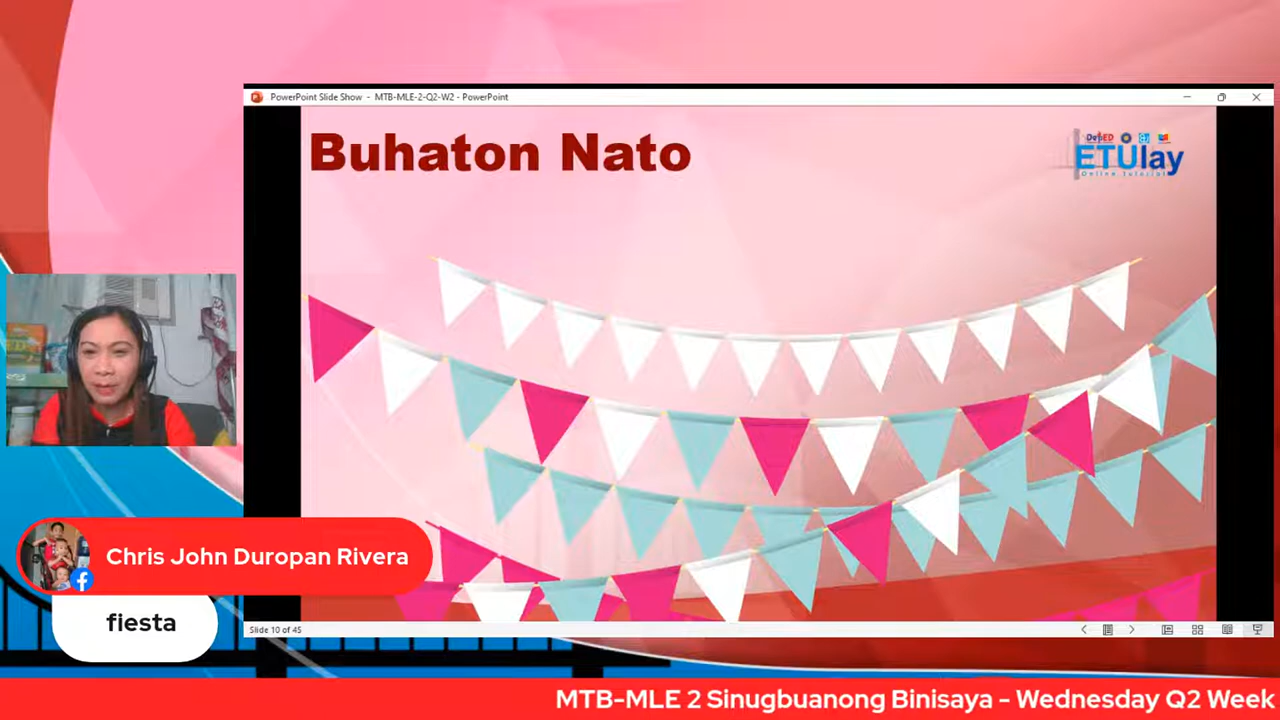 PowerPoint Slide Show - MTB-MLE-2-Q2-W2 - PowerPoint
Buhaton Nato
DepED
ETUlay
Online Tutorial
Chris John Duropan Rivera
fiesta
Slide 10 of 45
MTB-MLE 2 Sinugbuanong Binisaya - Wednesday Q2 Week